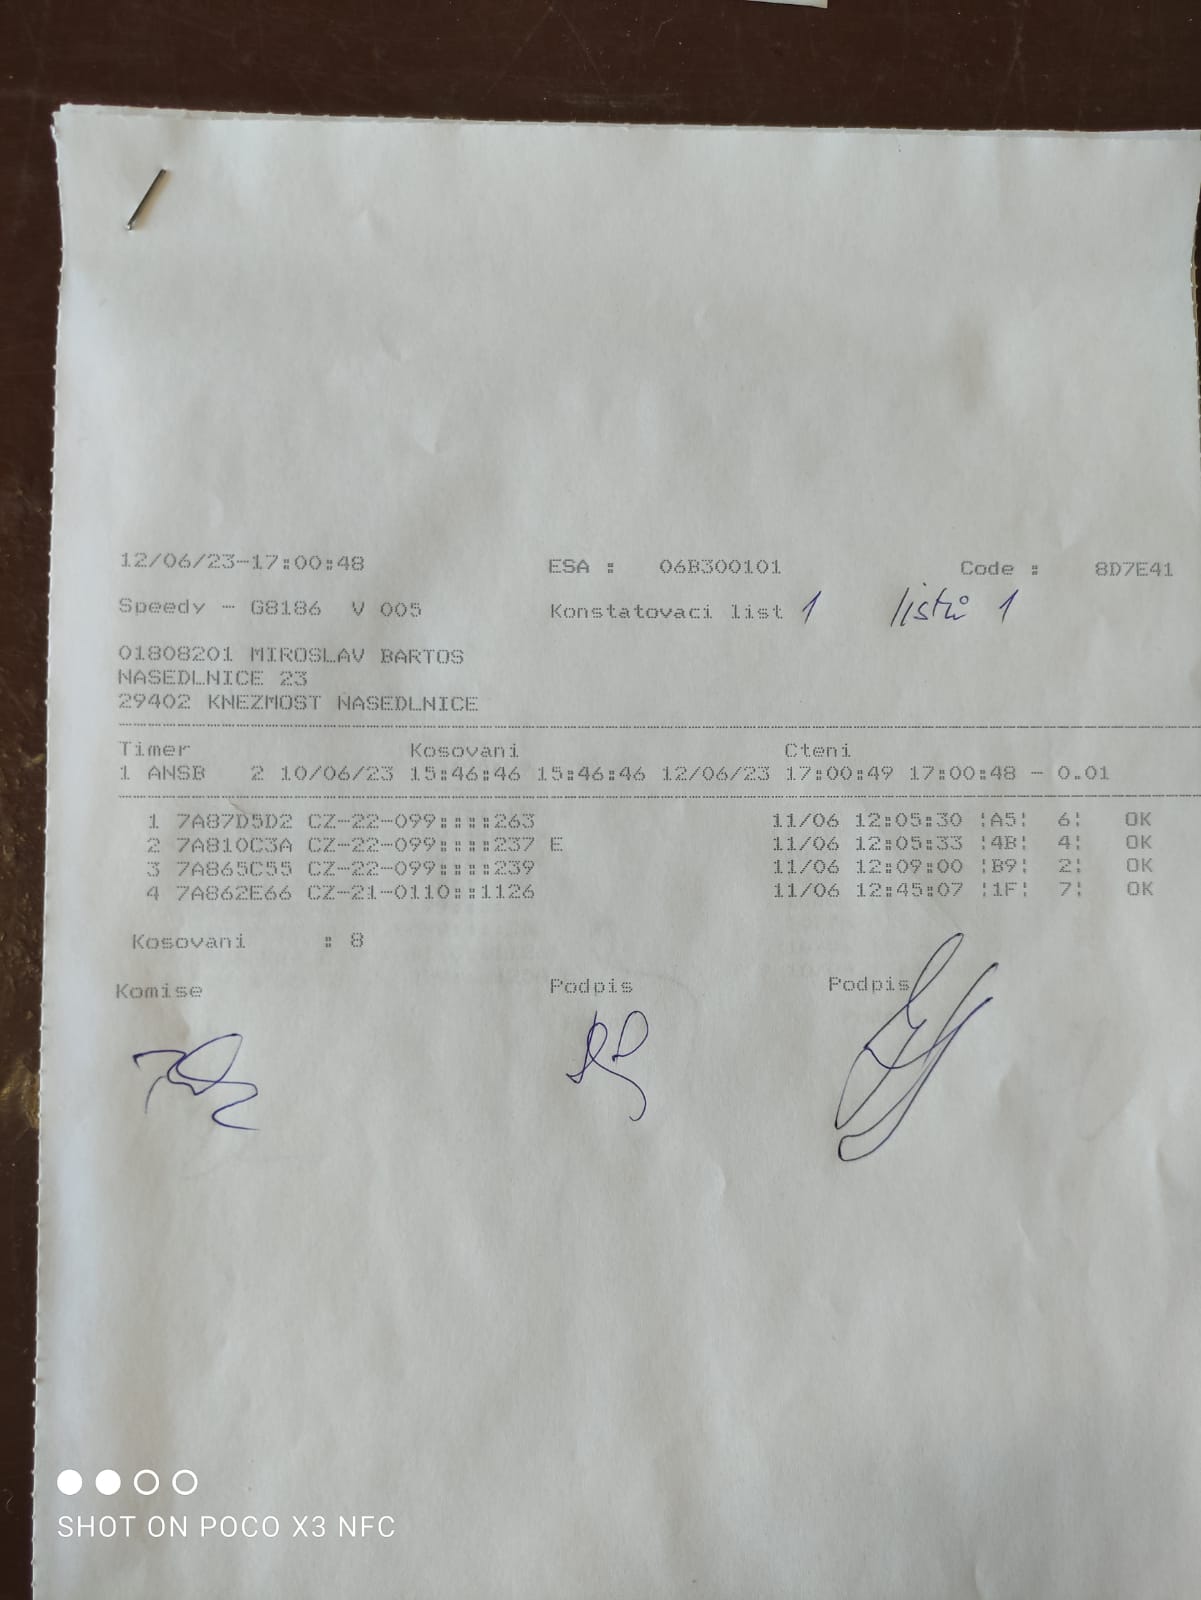 12/06/23-17:00:48 ESA : 06B300101 Code : 8D7E41
Speedy - G8186 V 005 Konstatovaci list 1 listů 1
01808201 MIROSLAV BARTOS
NASEDLNICE 23
29402 KNEZMOST NASEDLNICE
Timer Kosovani Cteni
1 ANSB 2 10/06/23 15:46:46 15:46:46 12/06/23 17:00:49 17:00:48 - 0.01
1 7A87D5D2 CZ-22-099::::263 11/06 12:05:30 ¦A5¦ 6¦ OK
2 7A810C3A CZ-22-099::::237 E 11/06 12:05:33 ¦4B¦ 4¦ OK
3 7A865C55 CZ-22-099::::239 11/06 12:09:00 ¦B9¦ 2¦ OK
4 7A862E66 CZ-21-0110::1126 11/06 12:45:07 ¦1F¦ 7¦ OK
Kosovani : 8
Komise Podpis Podpis
SHOT ON POCO X3 NFC